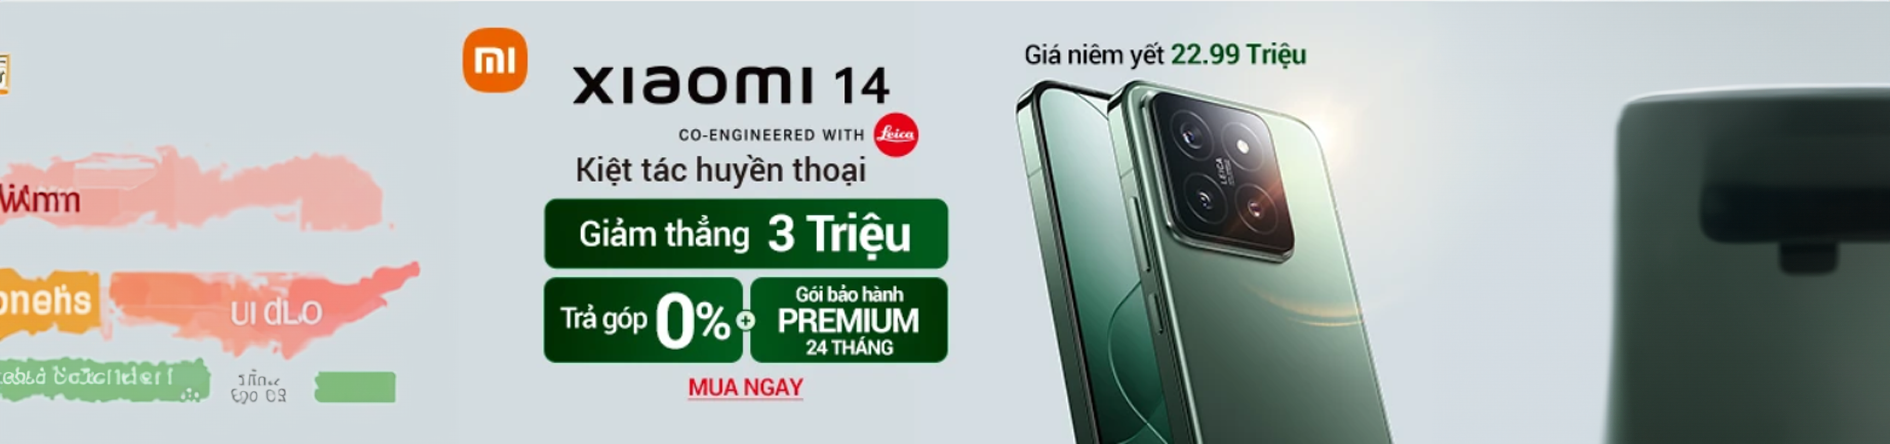 mi
xiaomi 14
CO-ENGINEERED WITH Leica
Kiệt tác huyền thoại
Giảm thẳng 3 Triệu
Trả góp 0%
+
Gói bảo hành
PREMIUM
24 THÁNG
MUA NGAY
Giá niêm yết 22.99 Triệu
LEICA